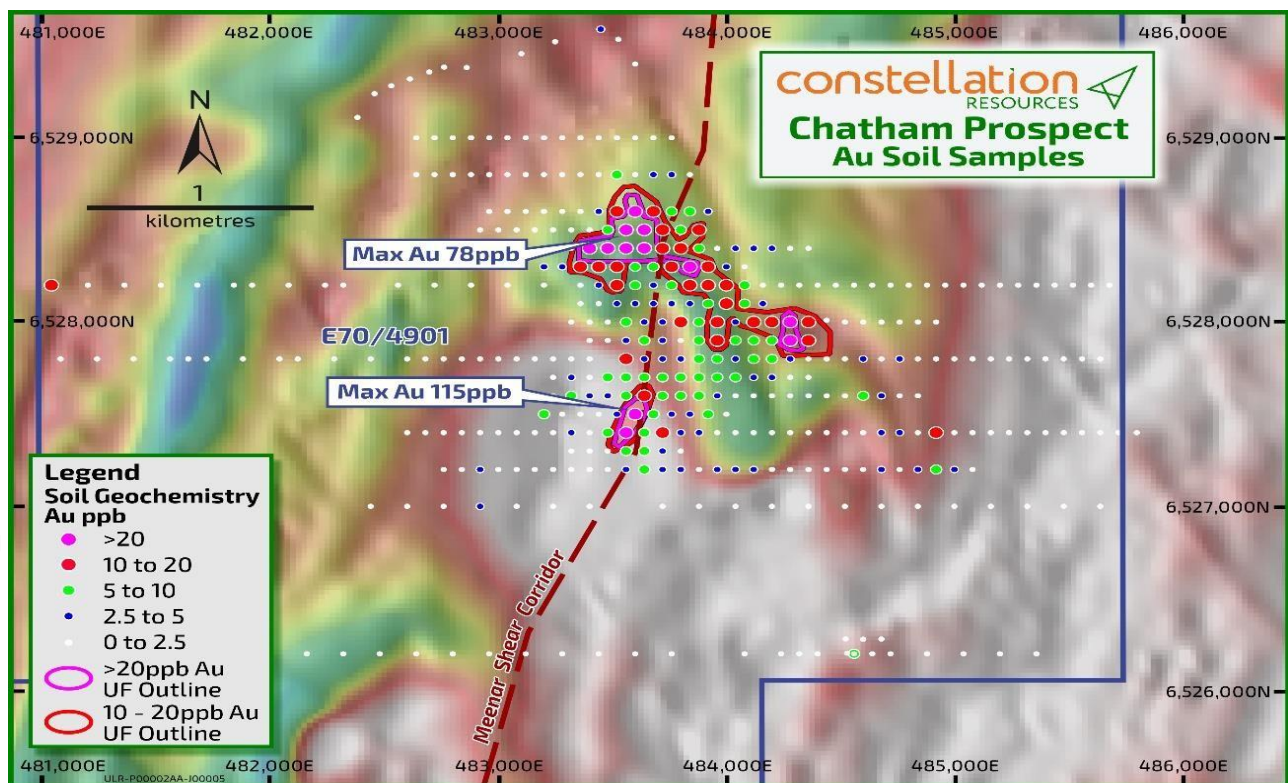 481,000E 482,000E 483,000E 484,000E 485,000E 486,000E
constellation
RESOURCES
Chatham Prospect
Au Soil Samples
N
1
kilometres
6,529,000N 6,529,000N
Max Au 78ppb
6,528,000N 6,528,000N
E70/4901
Max Au 115ppb
Legend
Soil Geochemistry
Au ppb
>20
10 to 20
5 to 10
2.5 to 5
0 to 2.5
>20ppb Au
UF Outline
10 - 20ppb Au
UF Outline
6,527,000N
6,526,000N
Meenar Shear Corridor
481,000E 482,000E 483,000E 484,000E 485,000E 486,000E
ULR-P00002AA-J00005